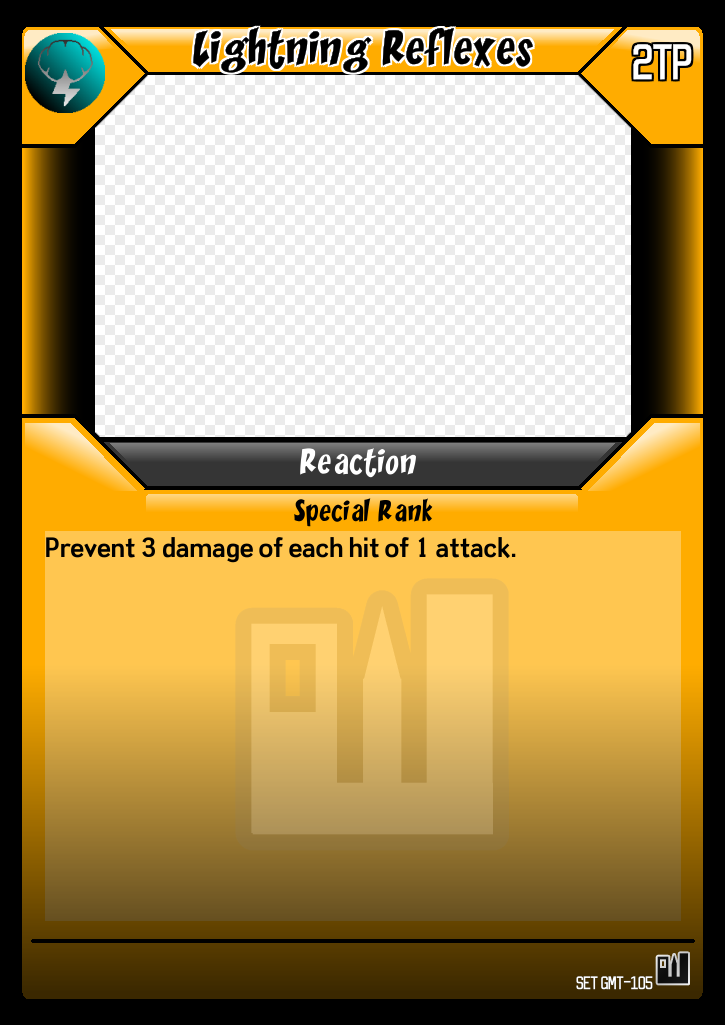 Lightning Reflexes
2TP
Reaction
Special Rank
Prevent 3 damage of each hit of 1 attack.
SET GMT-105